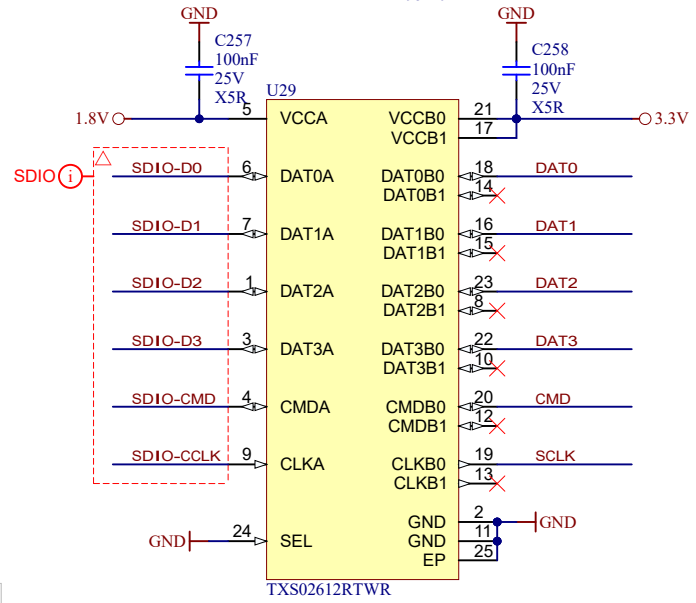 GND
GND
C257
100nF
25V
X5R
C258
100nF
25V
X5R
U29
1.8V
5
VCCA
VCCB0
21
3.3V
VCCB1
17
SDIO
i
SDIO-D0
6
DAT0A
DAT0B0
18
DAT0
DAT0B1
14
SDIO-D1
7
DAT1A
DAT1B0
16
DAT1
DAT1B1
15
SDIO-D2
1
DAT2A
DAT2B0
23
DAT2
DAT2B1
8
SDIO-D3
3
DAT3A
DAT3B0
22
DAT3
DAT3B1
10
SDIO-CMD
4
CMDA
CMDB0
20
CMD
CMDB1
12
SDIO-CCLK
9
CLKA
CLKB0
19
SCLK
CLKB1
13
GND
24
SEL
GND
2
GND
GND
11
EP
25
TXS02612RTWR